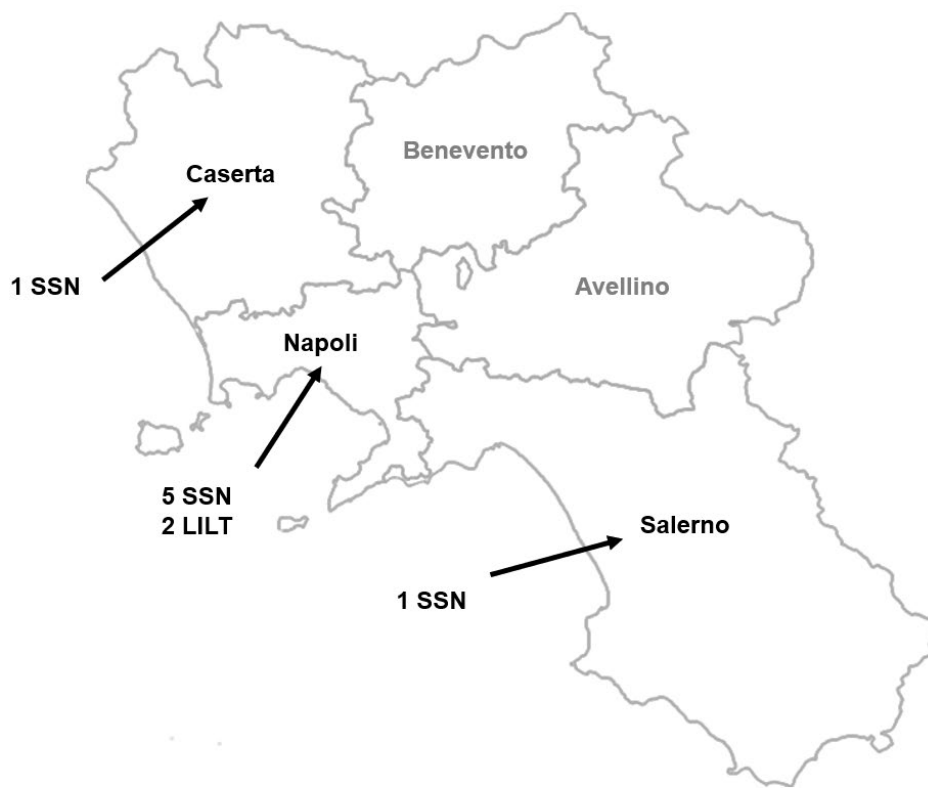 Benevento
Caserta
1 SSN
Avellino
Napoli
5 SSN
2 LILT
Salerno
1 SSN